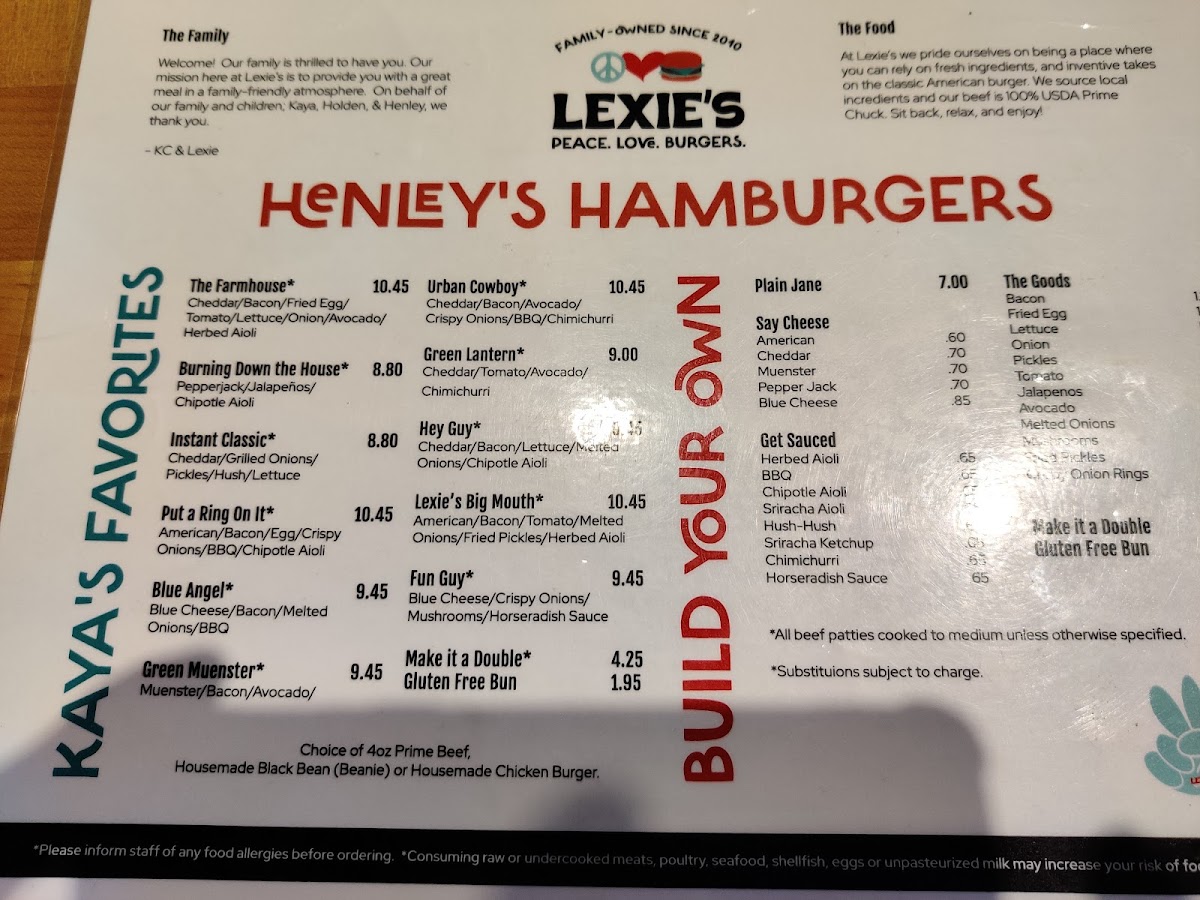 The Family
Welcome! Our family is thrilled to have you. Our
mission here at Lexie's is to provide you with a great
meal in a family-friendly atmosphere. On behalf of
our family and children; Kaya, Holden, & Henley, we
thank you.
- KC & Lexie
FAMILY-OWNED SINCE 2010
LEXIE'S
PEACE. LOVE. BURGERS.
The Food
At Lexie's we pride ourselves on being a place where
you can rely on fresh ingredients, and inventive takes
on the classic American burger. We source local
incredients and our beef is 100% USDA Prime
Chuck. Sit back, relax, and enjoy!
HENLEY'S HAMBURGERS
KAYA'S FAVORITES
The Farmhouse* 10.45
Cheddar/Bacon/Fried Egg/
Tomato/Lettuce/Onion/Avocado/
Herbed Aioli
Burning Down the House* 8.80
Pepperjack/Jalapeños/
Chipotle Aioli
Instant Classic* 8.80
Cheddar/Grilled Onions/
Pickles/Hush/Lettuce
Put a Ring On It* 10.45
American/Bacon/Egg/Crispy
Onions/BBQ/Chipotle Aioli
Blue Angel* 9.45
Blue Cheese/Bacon/Melted
Onions/BBQ
Green Muenster* 9.45
Muenster/Bacon/Avocado/
Urban Cowboy* 10.45
Cheddar/Bacon/Avocado/
Crispy Onions/BBQ/Chimichurri
Green Lantern* 9.00
Cheddar/Tomato/Avocado/
Chimichurri
Hey Guy*
Cheddar/Bacon/Lettuce/Melted
Onions/Chipotle Aioli
Lexie's Big Mouth* 10.45
American/Bacon/Tomato/Melted
Onions/Fried Pickles/Herbed Aioli
Fun Guy* 9.45
Blue Cheese/Crispy Onions/
Mushrooms/Horseradish Sauce
Make it a Double* 4.25
Gluten Free Bun 1.95
Choice of 4oz Prime Beef,
Housemade Black Bean (Beanie) or Housemade Chicken Burger.
BUILD YOUR OWN
Plain Jane 7.00
Say Cheese
American .60
Cheddar .70
Muenster .70
Pepper Jack .70
Blue Cheese .85
Get Sauced
Herbed Aioli .65
BBQ
Chipotle Aioli
Sriracha Aioli
Hush-Hush
Sriracha Ketchup
Chimichurri .65
Horseradish Sauce 65
The Goods
Bacon
Fried Egg
Lettuce
Onion
Pickles
Tomato
Jalapenos
Avocado
Melted Onions
Pickles
Onion Rings
Make it a Double
Gluten Free Bun
*All beef patties cooked to medium unless otherwise specified.
*Substituions subject to charge.
*Please inform staff of any food allergies before ordering. *Consuming raw or undercooked meats, poultry, seafood, shellfish, eggs or unpasteurized milk may increase your risk of